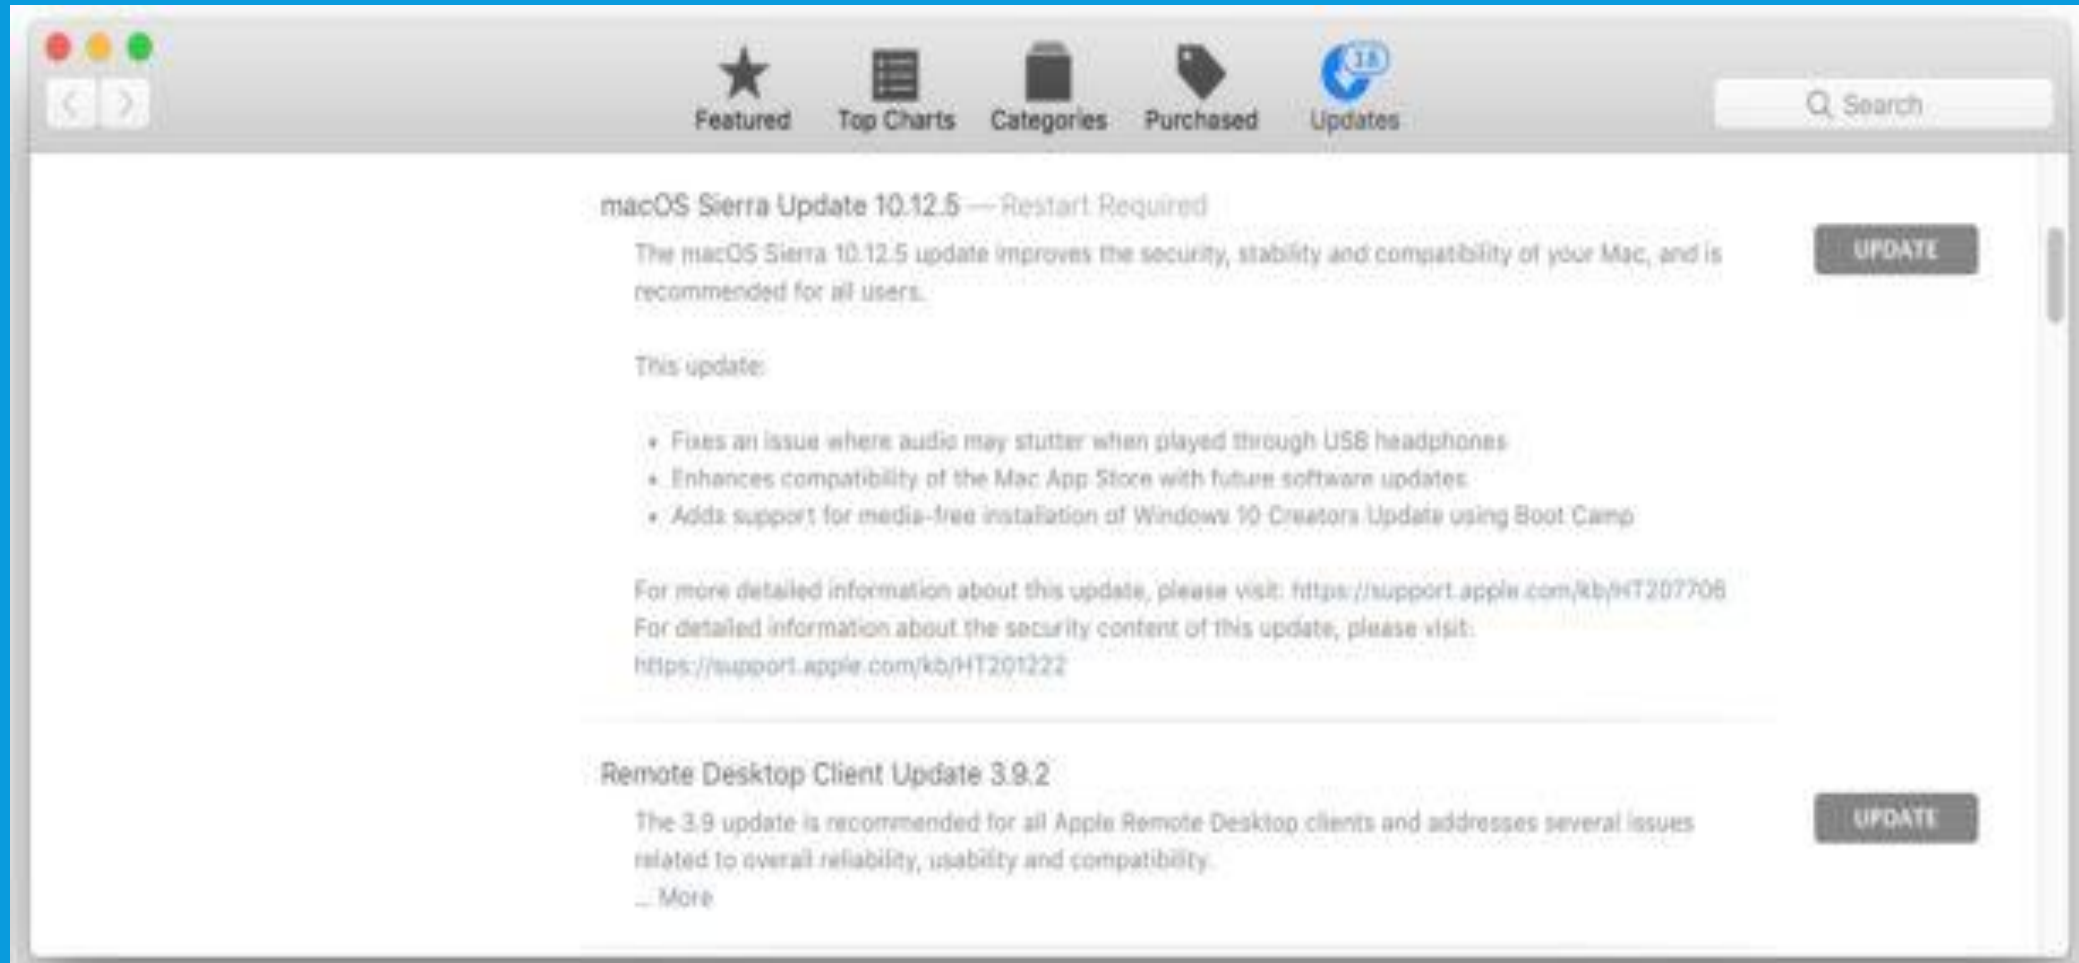 18
Featured
Top Charts
Categories
Purchased
Updates
Search
macOS Sierra Update 10.12.5 — Restart Required
UPDATE
The macOS Sierra 10.12.5 update improves the security, stability and compatibility of your Mac, and is
recommended for all users.
This update:
• Fixes an issue where audio may stutter when played through USB headphones
• Enhances compatibility of the Mac App Store with future software updates
• Adds support for media-free installation of Windows 10 Creators Update using Boot Camp
For more detailed information about this update, please visit: https://support.apple.com/kb/HT207706
For detailed information about the security content of this update, please visit:
https://support.apple.com/kb/HT201222
Remote Desktop Client Update 3.9.2
UPDATE
The 3.9 update is recommended for all Apple Remote Desktop clients and addresses several issues
related to overall reliability, usability and compatibility.
... More